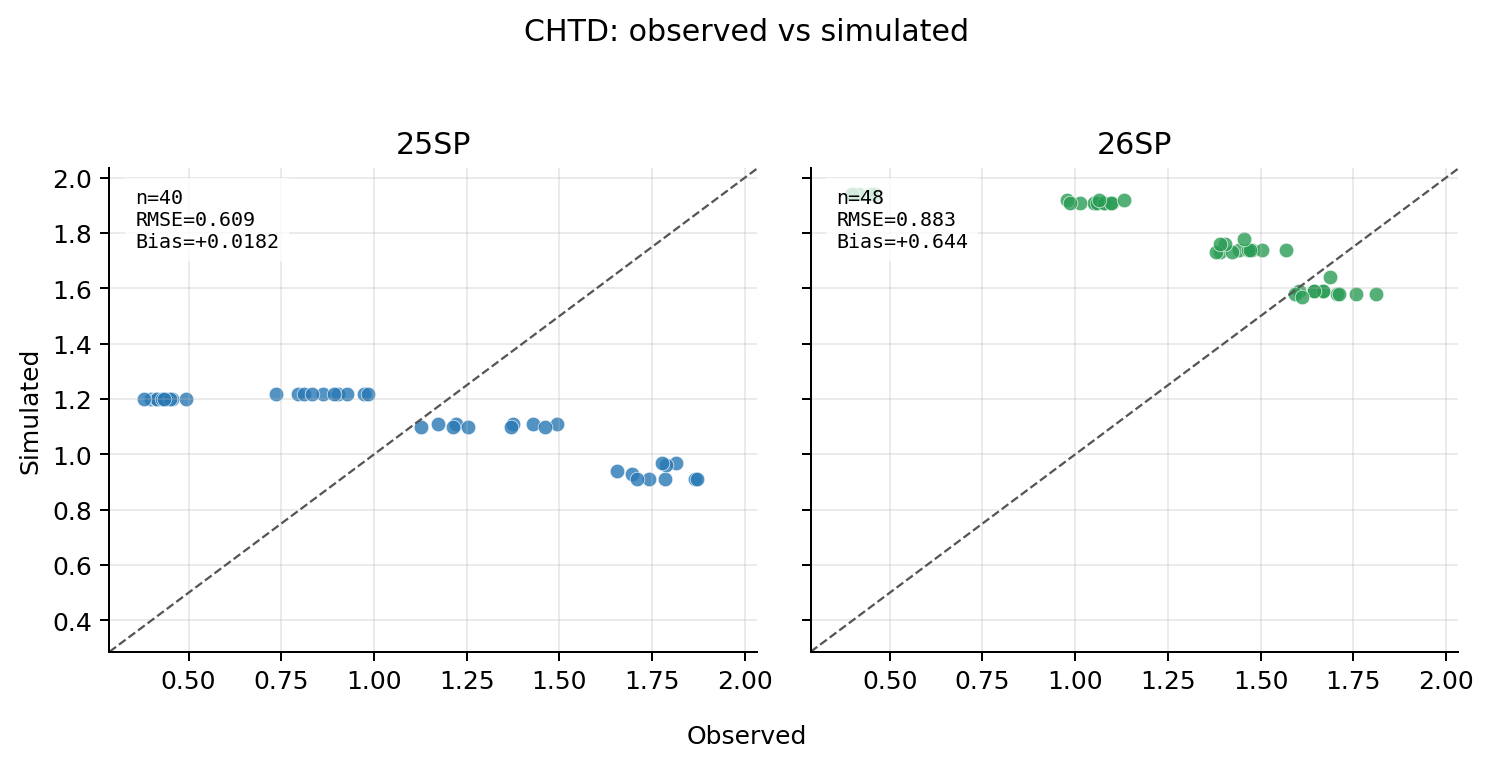 CHTD: observed vs simulated
25SP
26SP
n=40
RMSE=0.609
Bias=+0.0182
n=48
RMSE=0.883
Bias=+0.644
2.0
1.8
1.6
1.4
1.2
1.0
0.8
0.6
0.4
Simulated
0.50 0.75 1.00 1.25 1.50 1.75 2.00
0.50 0.75 1.00 1.25 1.50 1.75 2.00
Observed